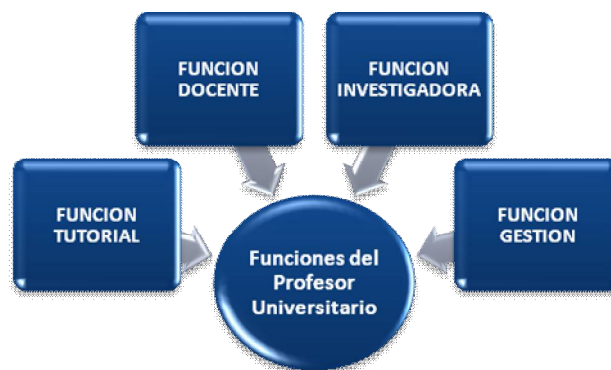 FUNCION
DOCENTE
FUNCION
INVESTIGADORA
FUNCION
TUTORIAL
FUNCION
GESTION
Funciones del
Profesor
Universitario